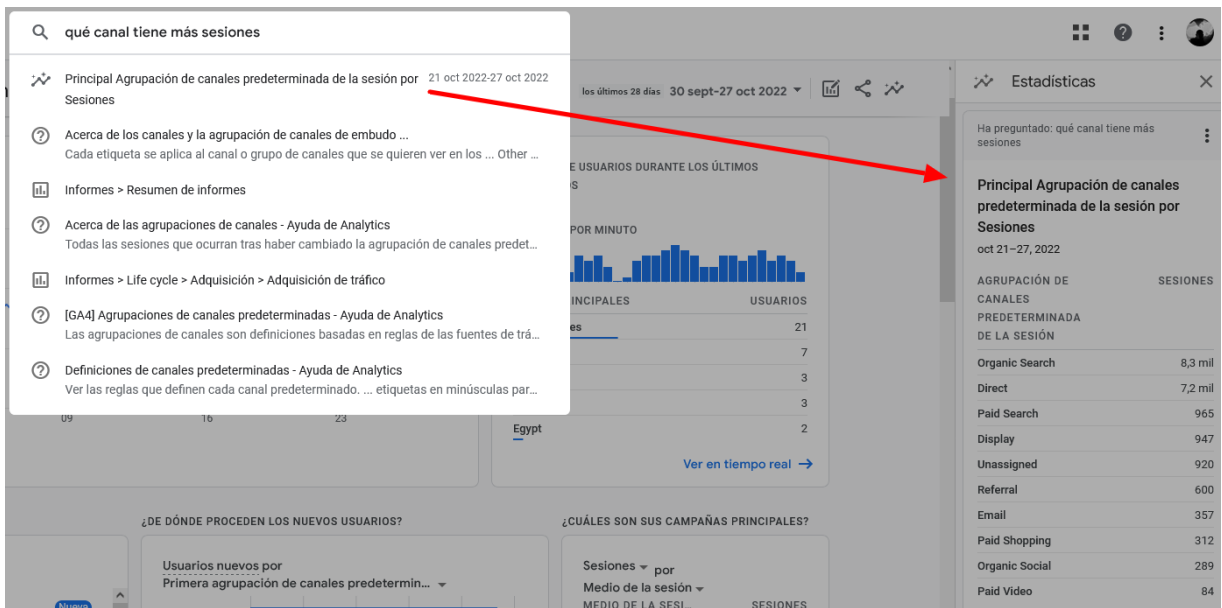 qué canal tiene más sesiones
Principal Agrupación de canales predeterminada de la sesión por 21 oct 2022-27 oct 2022
Sesiones
Acerca de los canales y la agrupación de canales de embudo ...
Cada etiqueta se aplica al canal o grupo de canales que se quieren ver en los ... Other ...
Informes > Resumen de informes
Acerca de las agrupaciones de canales - Ayuda de Analytics
Todas las sesiones que ocurran tras haber cambiado la agrupación de canales predet...
Informes > Life cycle > Adquisición > Adquisición de tráfico
[GA4] Agrupaciones de canales predeterminadas - Ayuda de Analytics
Las agrupaciones de canales son definiciones basadas en reglas de las fuentes de trá...
Definiciones de canales predeterminadas - Ayuda de Analytics
Ver las reglas que definen cada canal predeterminado. ... etiquetas en minúsculas par...
09 16 23
los últimos 28 días 30 sept-27 oct 2022
E USUARIOS DURANTE LOS ÚLTIMOS
OS
POR MINUTO
INCIPALES USUARIOS
es 21
7
3
3
Egypt 2
Ver en tiempo real
¿DE DÓNDE PROCEDEN LOS NUEVOS USUARIOS?
Usuarios nuevos por
Primera agrupación de canales predetermin...
Nueva
¿CUÁLES SON SUS CAMPAÑAS PRINCIPALES?
Sesiones por
Medio de la sesión
MEDIO DE LA SESI... SESIONES
Estadísticas
Ha preguntado: qué canal tiene más
sesiones
Principal Agrupación de canales
predeterminada de la sesión por
Sesiones
oct 21–27, 2022
AGRUPACIÓN DE SESIONES
CANALES
PREDETERMINADA
DE LA SESIÓN
Organic Search 8,3 mil
Direct 7,2 mil
Paid Search 965
Display 947
Unassigned 920
Referral 600
Email 357
Paid Shopping 312
Organic Social 289
Paid Video 84